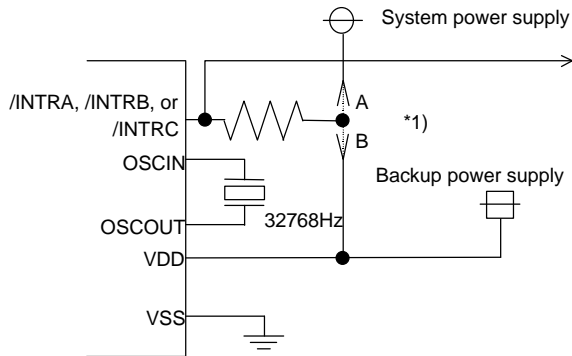 System power supply
/INTRA, /INTRB, or
/INTRC
A
*1)
B
OSCIN
Backup power supply
OSCOUT
32768Hz
VDD
VSS